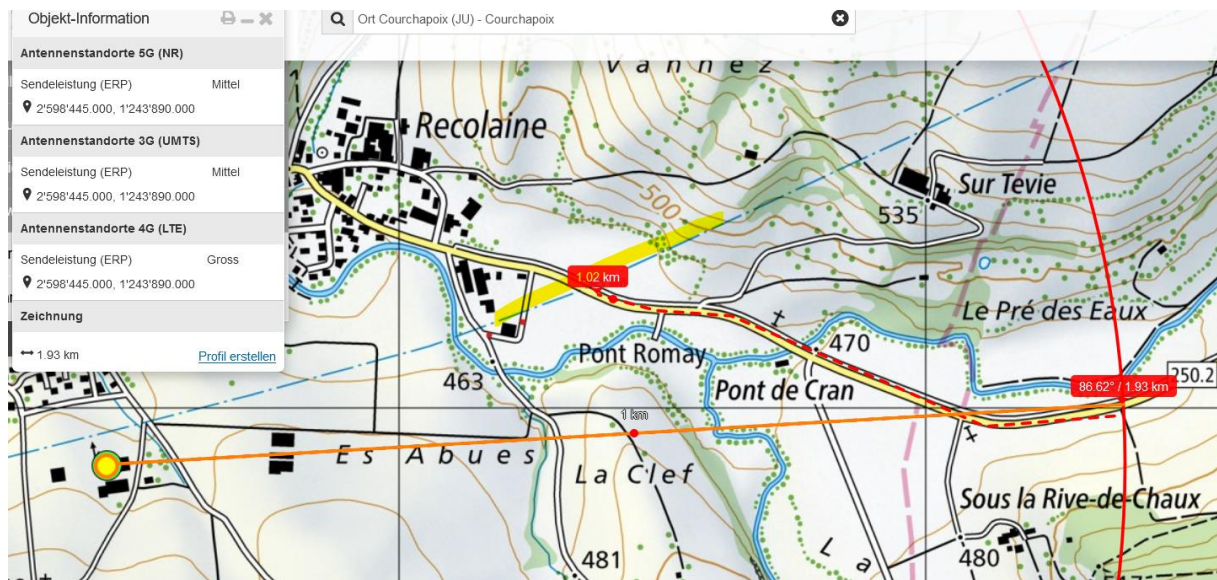 Objekt-Information
Ort Courchapoix (JU) - Courchapoix
Antennenstandorte 5G (NR)
Sendeleistung (ERP) Mittel
2'598'445.000, 1'243'890.000
Antennenstandorte 3G (UMTS)
Sendeleistung (ERP) Mittel
2'598'445.000, 1'243'890.000
Antennenstandorte 4G (LTE)
Sendeleistung (ERP) Gross
2'598'445.000, 1'243'890.000
Zeichnung
1.93 km Profil erstellen
Vannez
Recolaine
Sur Tevie
500
535
1.02 km
Le Pré des Eaux
Pont Romay
470
463
Pont de Cran
86.62° / 1.93 km
250.2
1 km
Es Abues
La Clef
Sous la Rive-de-Chaux
481
La
480